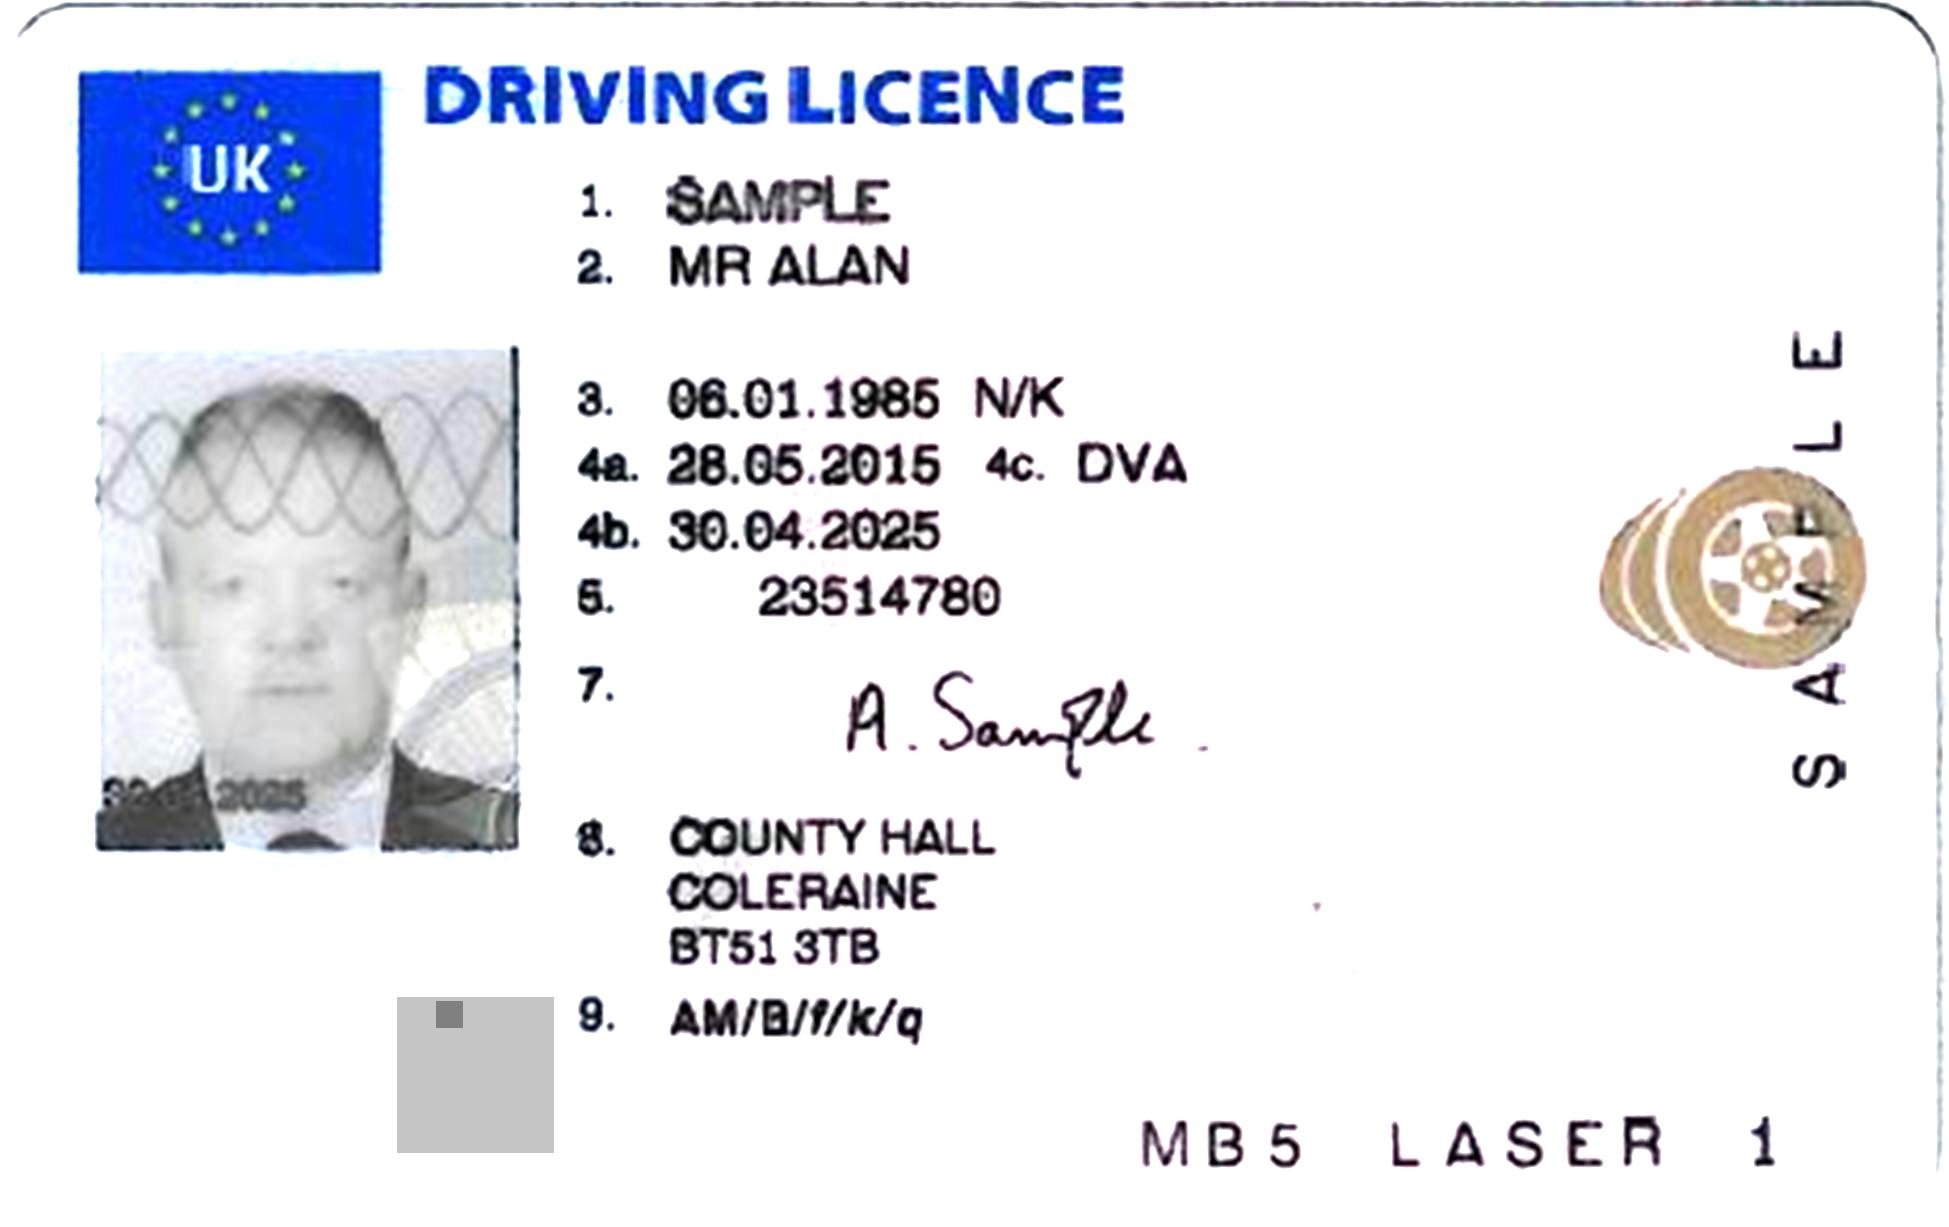 UK
DRIVING LICENCE
1. SAMPLE
2. MR ALAN
3. 06.01.1985 N/K
4a. 28.05.2015 4c. DVA
4b. 30.04.2025
5. 23514780
7. A. Sample
8. COUNTY HALL
COLERAINE
BT51 3TB
9. AM/B/f/k/q
MB5 LASER 1
SAMPLE
2025